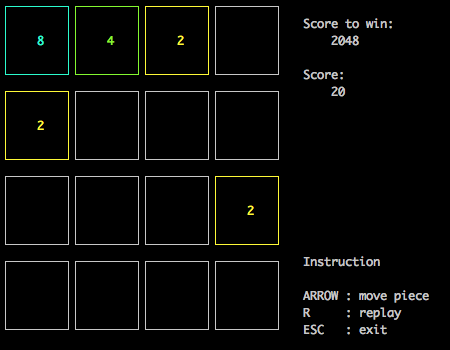 8 4 2
2
2
Score to win:
2048
Score:
20
Instruction
ARROW : move piece
R : replay
ESC : exit